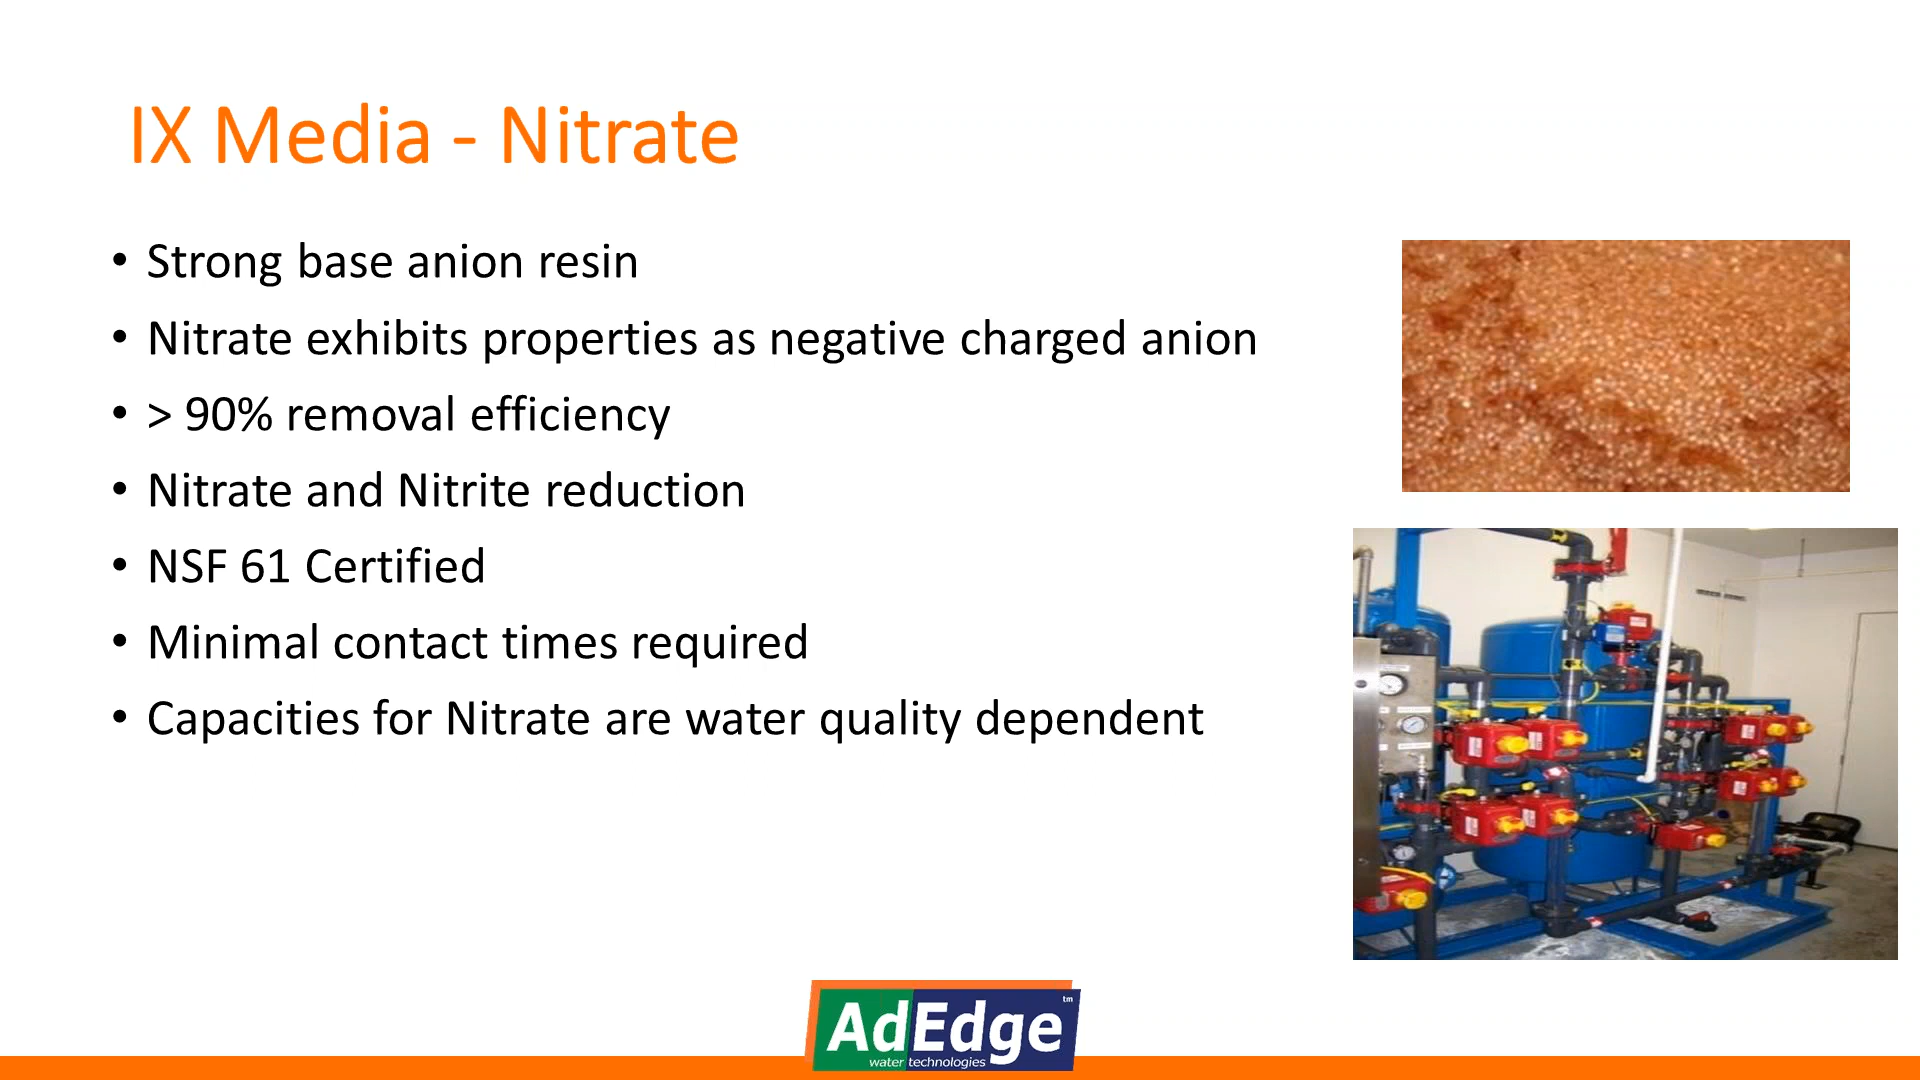 IX Media - Nitrate
• Strong base anion resin
• Nitrate exhibits properties as negative charged anion
• > 90% removal efficiency
• Nitrate and Nitrite reduction
• NSF 61 Certified
• Minimal contact times required
• Capacities for Nitrate are water quality dependent
AdEdge tm
water technologies